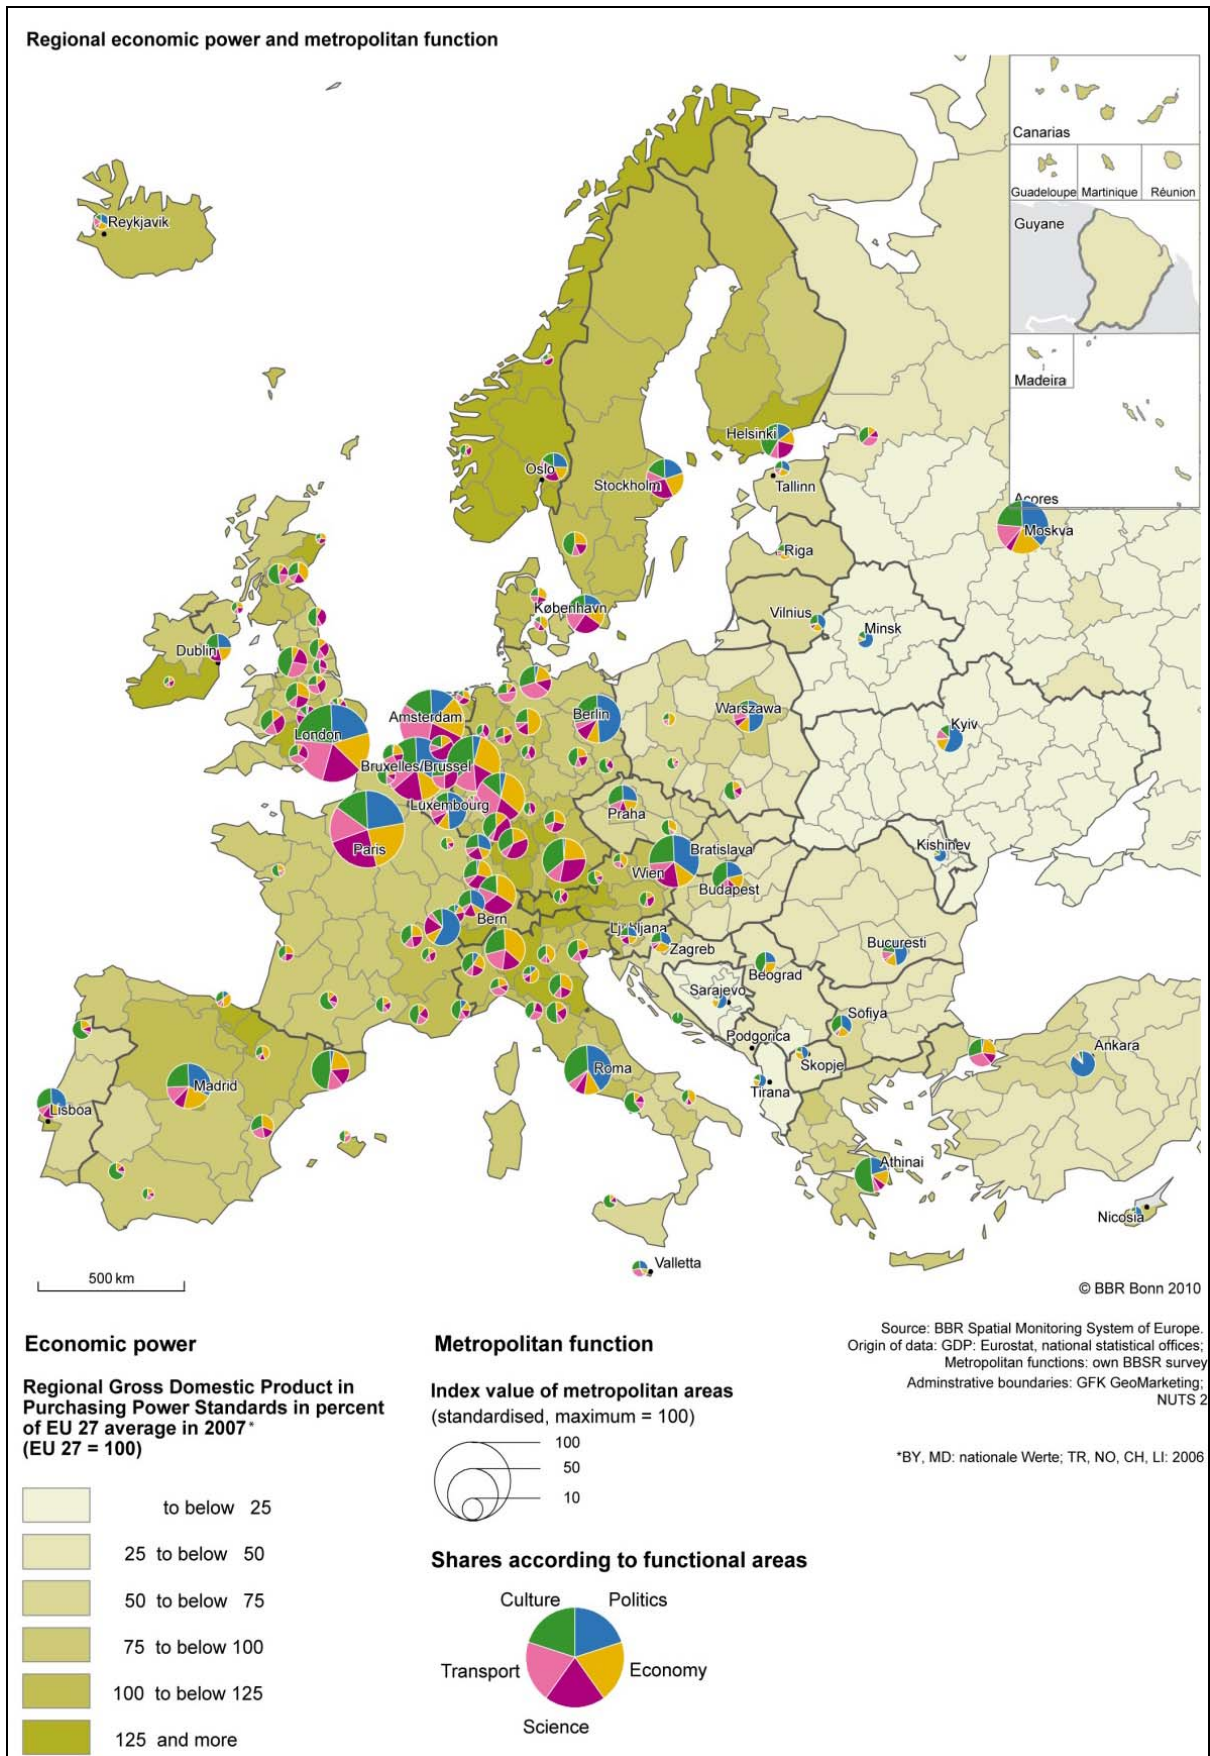 Regional economic power and metropolitan function
Canarias
Guadeloupe
Martinique
Réunion
Guyane
Madeira
Açores
Reykjavik
Helsinki
Oslo
Stockholm
Tallinn
Moskva
Riga
København
Vilnius
Minsk
Dublin
Amsterdam
Berlin
Warszawa
London
Kyiv
Bruxelles/Brussel
Luxembourg
Praha
Paris
Kishinev
Bratislava
Wien
Budapest
Bern
Ljubljana
Zagreb
Bucuresti
Beograd
Sarajevo
Sofiya
Podgorica
Ankara
Skopje
Roma
Madrid
Tirana
Lisboa
Athinai
Nicosia
Valletta
500 km
© BBR Bonn 2010
Source: BBR Spatial Monitoring System of Europe.
Origin of data: GDP: Eurostat, national statistical offices;
Metropolitan functions: own BBSR survey
Adminstrative boundaries: GFK GeoMarketing;
NUTS 2
*BY, MD: nationale Werte; TR, NO, CH, LI: 2006
Economic power
Regional Gross Domestic Product in
Purchasing Power Standards in percent
of EU 27 average in 2007*
(EU 27 = 100)
to below 25
25 to below 50
50 to below 75
75 to below 100
100 to below 125
125 and more
Metropolitan function
Index value of metropolitan areas
(standardised, maximum = 100)
100
50
10
Shares according to functional areas
Culture
Politics
Transport
Economy
Science